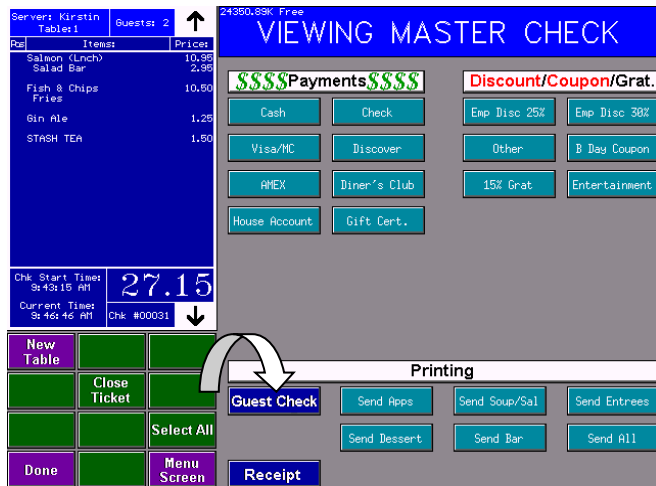 Server: Kirstin
Table:1
Guests: 2
24350.89K Free
VIEWING MASTER CHECK
Pos Items: Price:
Salmon (Lnch) 10.95
Salad Bar 2.95
Fish & Chips 10.50
Fries
Gin Ale 1.25
STASH TEA 1.50
$$$$Payments$$$$
Discount/Coupon/Grat.
Cash
Check
Emp Disc 25%
Emp Disc 30%
Visa/MC
Discover
Other
B Day Coupon
AMEX
Diner's Club
15% Grat
Entertainment
House Account
Gift Cert.
Chk Start Time:
9:43:15 AM
27.15
Current Time:
9:46:46 AM
Chk #00031
New
Table
Close
Ticket
Select All
Done
Menu
Screen
Printing
Guest Check
Send Apps
Send Soup/Sal
Send Entrees
Send Dessert
Send Bar
Send All
Receipt